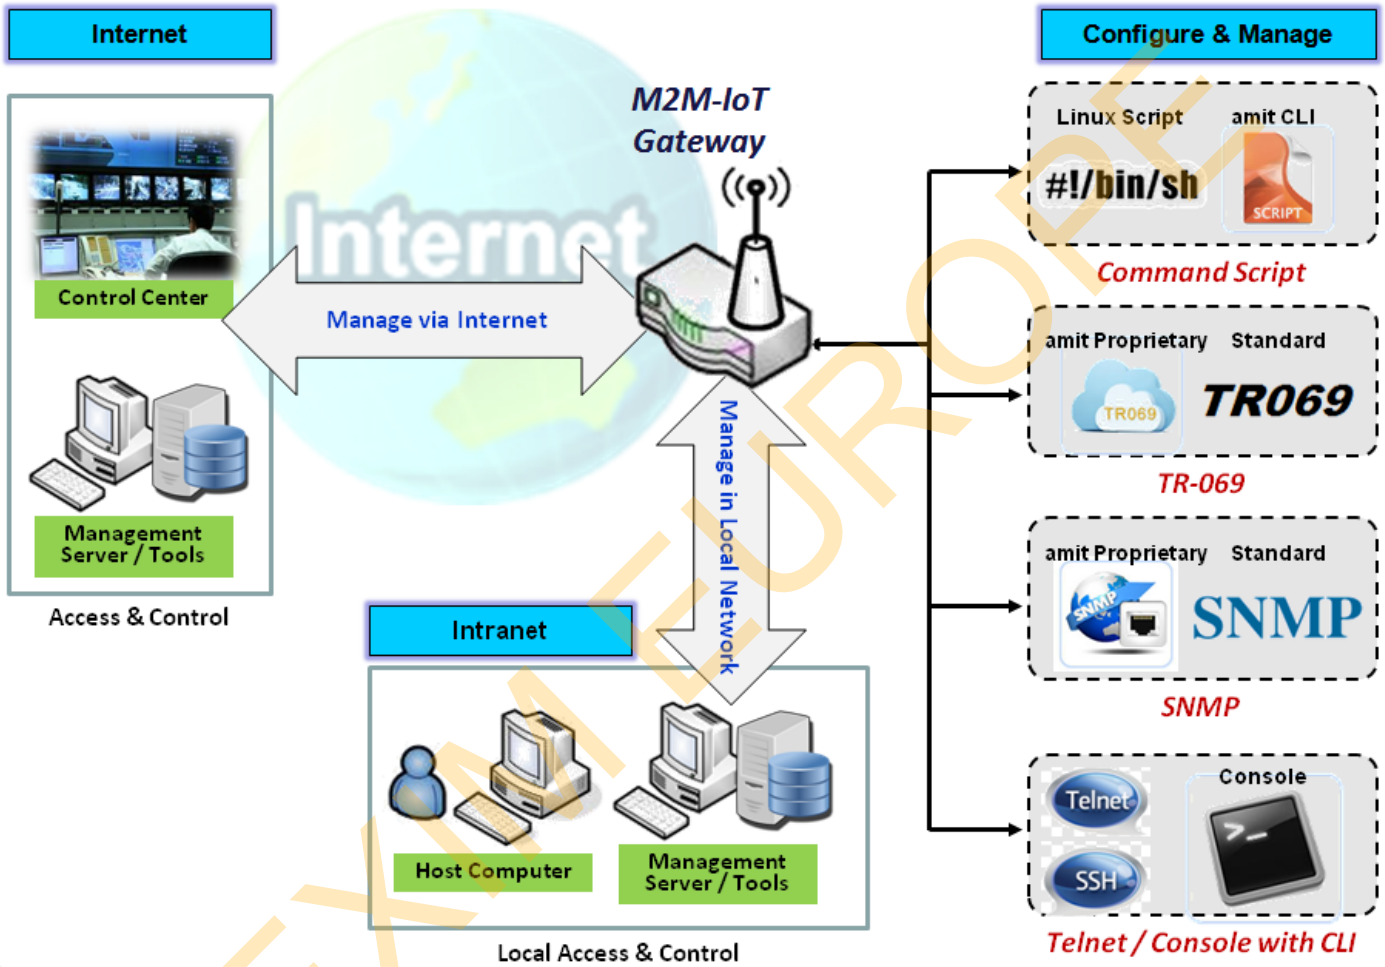 Internet
Configure & Manage
M2M-IoT
Gateway
Internet
Control Center
Manage via Internet
Management
Server / Tools
Access & Control
Manage in Local Network
Intranet
Host Computer
Management
Server / Tools
Local Access & Control
Linux Script
amit CLI
#!/bin/sh
SCRIPT
Command Script
amit Proprietary
Standard
TR069
TR069
TR-069
amit Proprietary
Standard
SNMP
SNMP
SNMP
Telnet
Console
>_
SSH
Telnet / Console with CLI
EXIM EUROPE